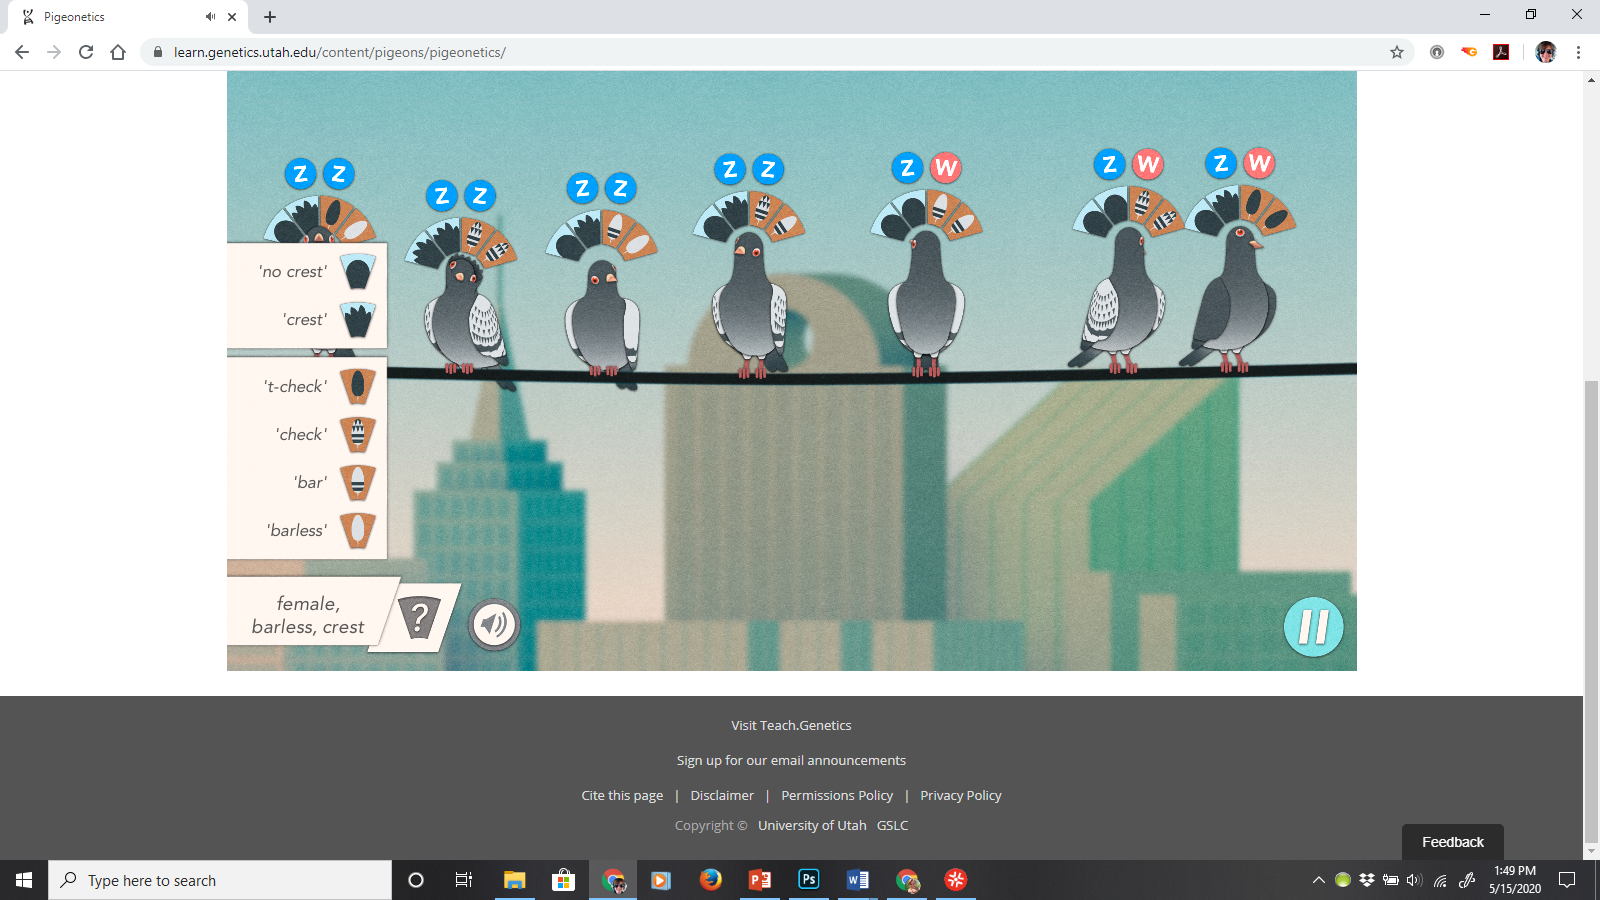 Pigeonetics
learn.genetics.utah.edu/content/pigeons/pigeonetics/
Z Z
Z Z
Z Z
Z Z
Z W
Z W
Z W
'no crest'
'crest'
't-check'
'check'
'bar'
'barless'
female,
barless, crest
?
Visit Teach.Genetics
Sign up for our email announcements
Cite this page | Disclaimer | Permissions Policy | Privacy Policy
Copyright © University of Utah GSLC
Feedback
Type here to search
1:49 PM
5/15/2020